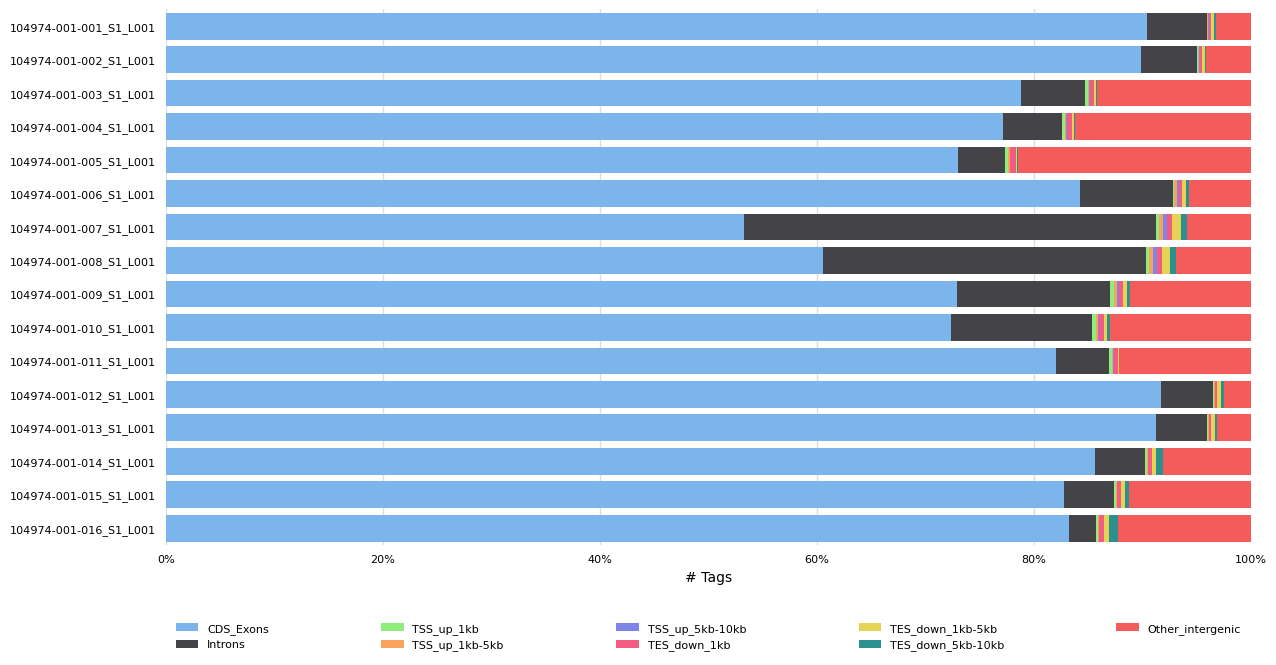 104974-001-001_S1_L001
104974-001-002_S1_L001
104974-001-003_S1_L001
104974-001-004_S1_L001
104974-001-005_S1_L001
104974-001-006_S1_L001
104974-001-007_S1_L001
104974-001-008_S1_L001
104974-001-009_S1_L001
104974-001-010_S1_L001
104974-001-011_S1_L001
104974-001-012_S1_L001
104974-001-013_S1_L001
104974-001-014_S1_L001
104974-001-015_S1_L001
104974-001-016_S1_L001
0% 20% 40% 60% 80% 100%
# Tags
CDS_Exons TSS_up_1kb TSS_up_5kb-10kb TES_down_1kb-5kb Other_intergenic
Introns TSS_up_1kb-5kb TES_down_1kb TES_down_5kb-10kb